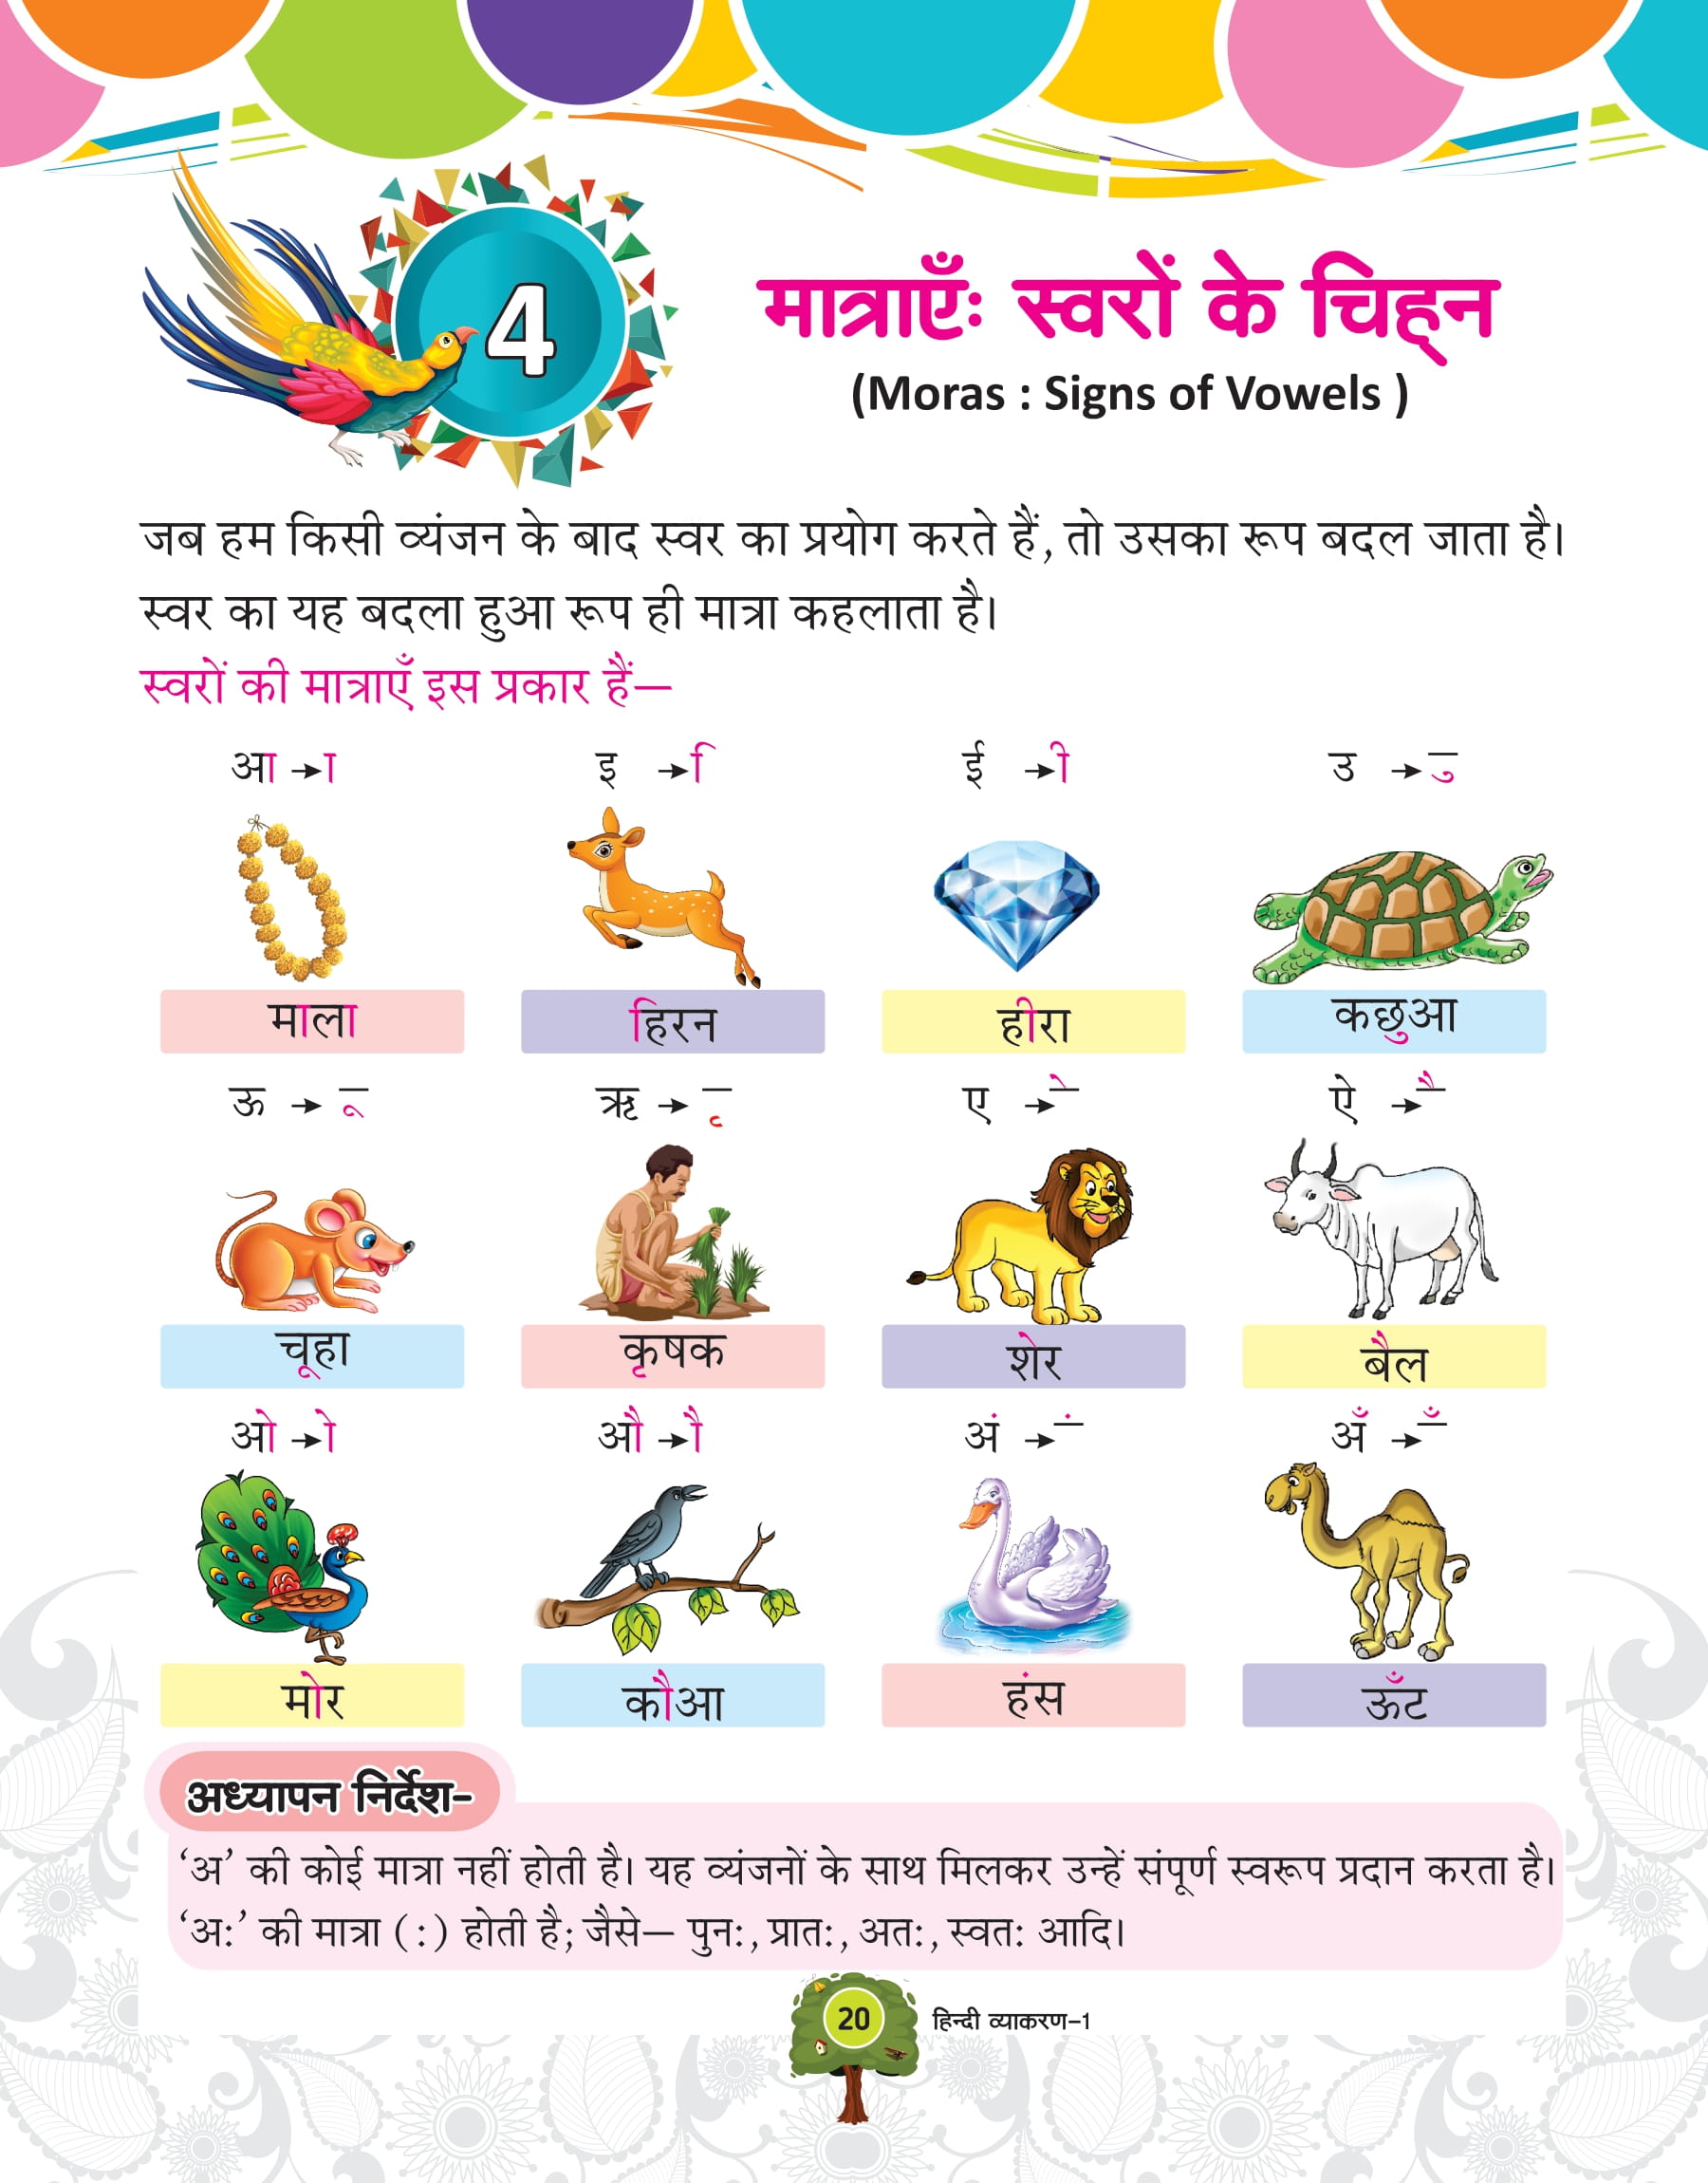 4
मात्राएँः स्वरों के चिह्‌न
(Moras : Signs of Vowels )
जब हम किसी व्यंजन के बाद स्वर का प्रयोग करते हैं, तो उसका रूप बदल जाता है।
स्वर का यह बदला हुआ रूप ही मात्रा कहलाता है।
स्वरों की मात्राएँ इस प्रकार हैं—
आ → ा इ → ि ई → ी उ → ु
माला हिरन हीरा कछुआ
ऊ → ू ऋ → ृ ए → े ऐ → ै
चूहा कृषक शेर बैल
ओ → ो औ → ौ अं → ं अँ → ँ
मोर कौआ हंस ऊँट
अध्यापन निर्देश-
‘अ’ की कोई मात्रा नहीं होती है। यह व्यंजनों के साथ मिलकर उन्हें संपूर्ण स्वरूप प्रदान करता है।
‘अः’ की मात्रा (ः) होती है; जैसे— पुनः, प्रातः, अतः, स्वतः आदि।
20 हिन्दी व्याकरण-1